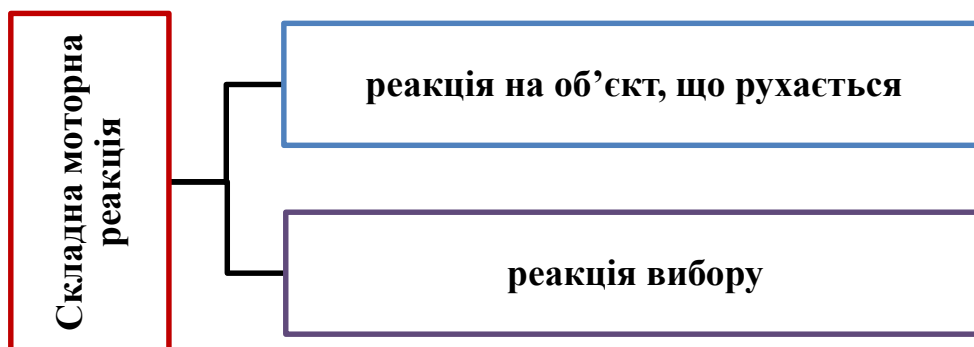 Складна моторна
реакція
реакція на об’єкт, що рухається
реакція вибору